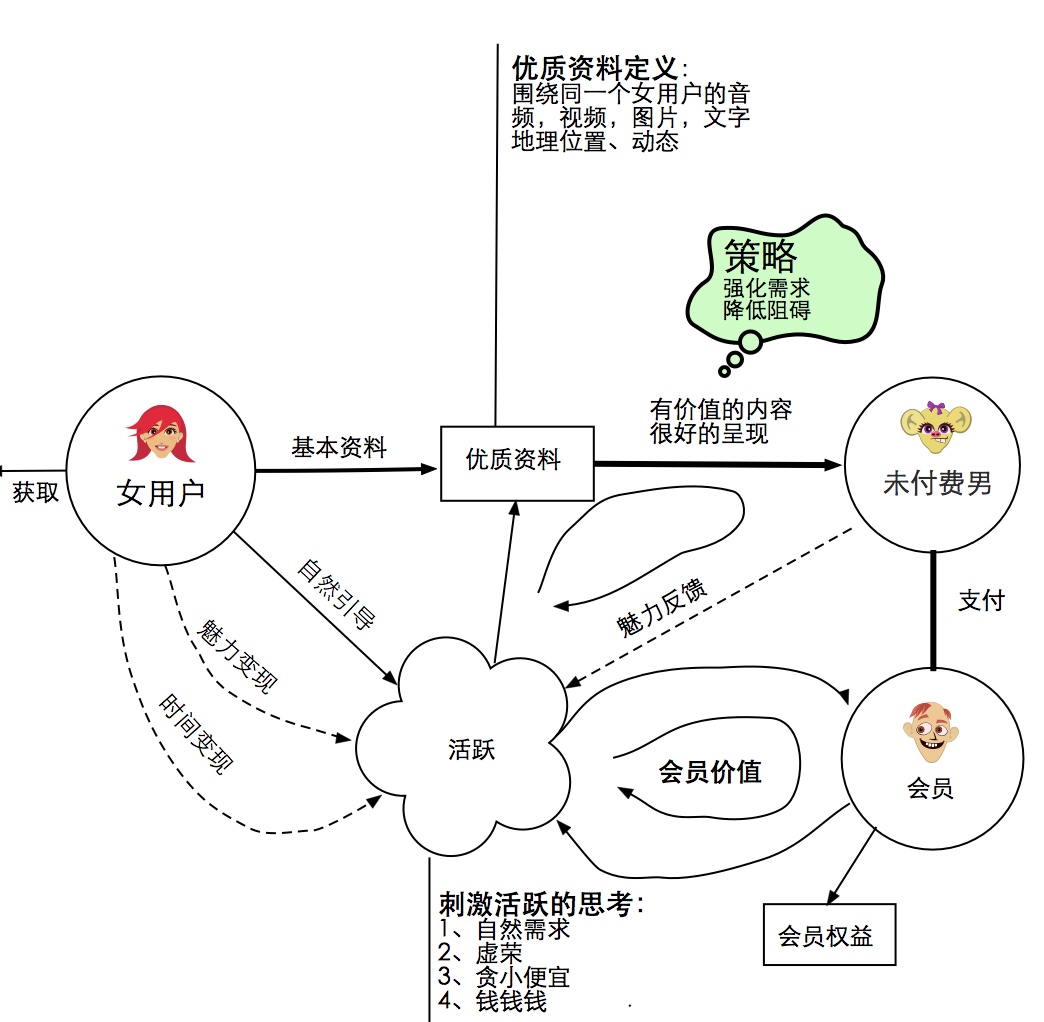 优质资料定义:
围绕同一个女用户的音
频，视频，图片，文字
地理位置、动态
策略
强化需求
降低阻碍
有价值的内容
很好的呈现
基本资料
优质资料
获取
女用户
未付费男
自然引导
魅力反馈
支付
魅力变现
时间变现
活跃
会员价值
会员
刺激活跃的思考:
1、自然需求
2、虚荣
3、贪小便宜
4、钱钱钱
会员权益